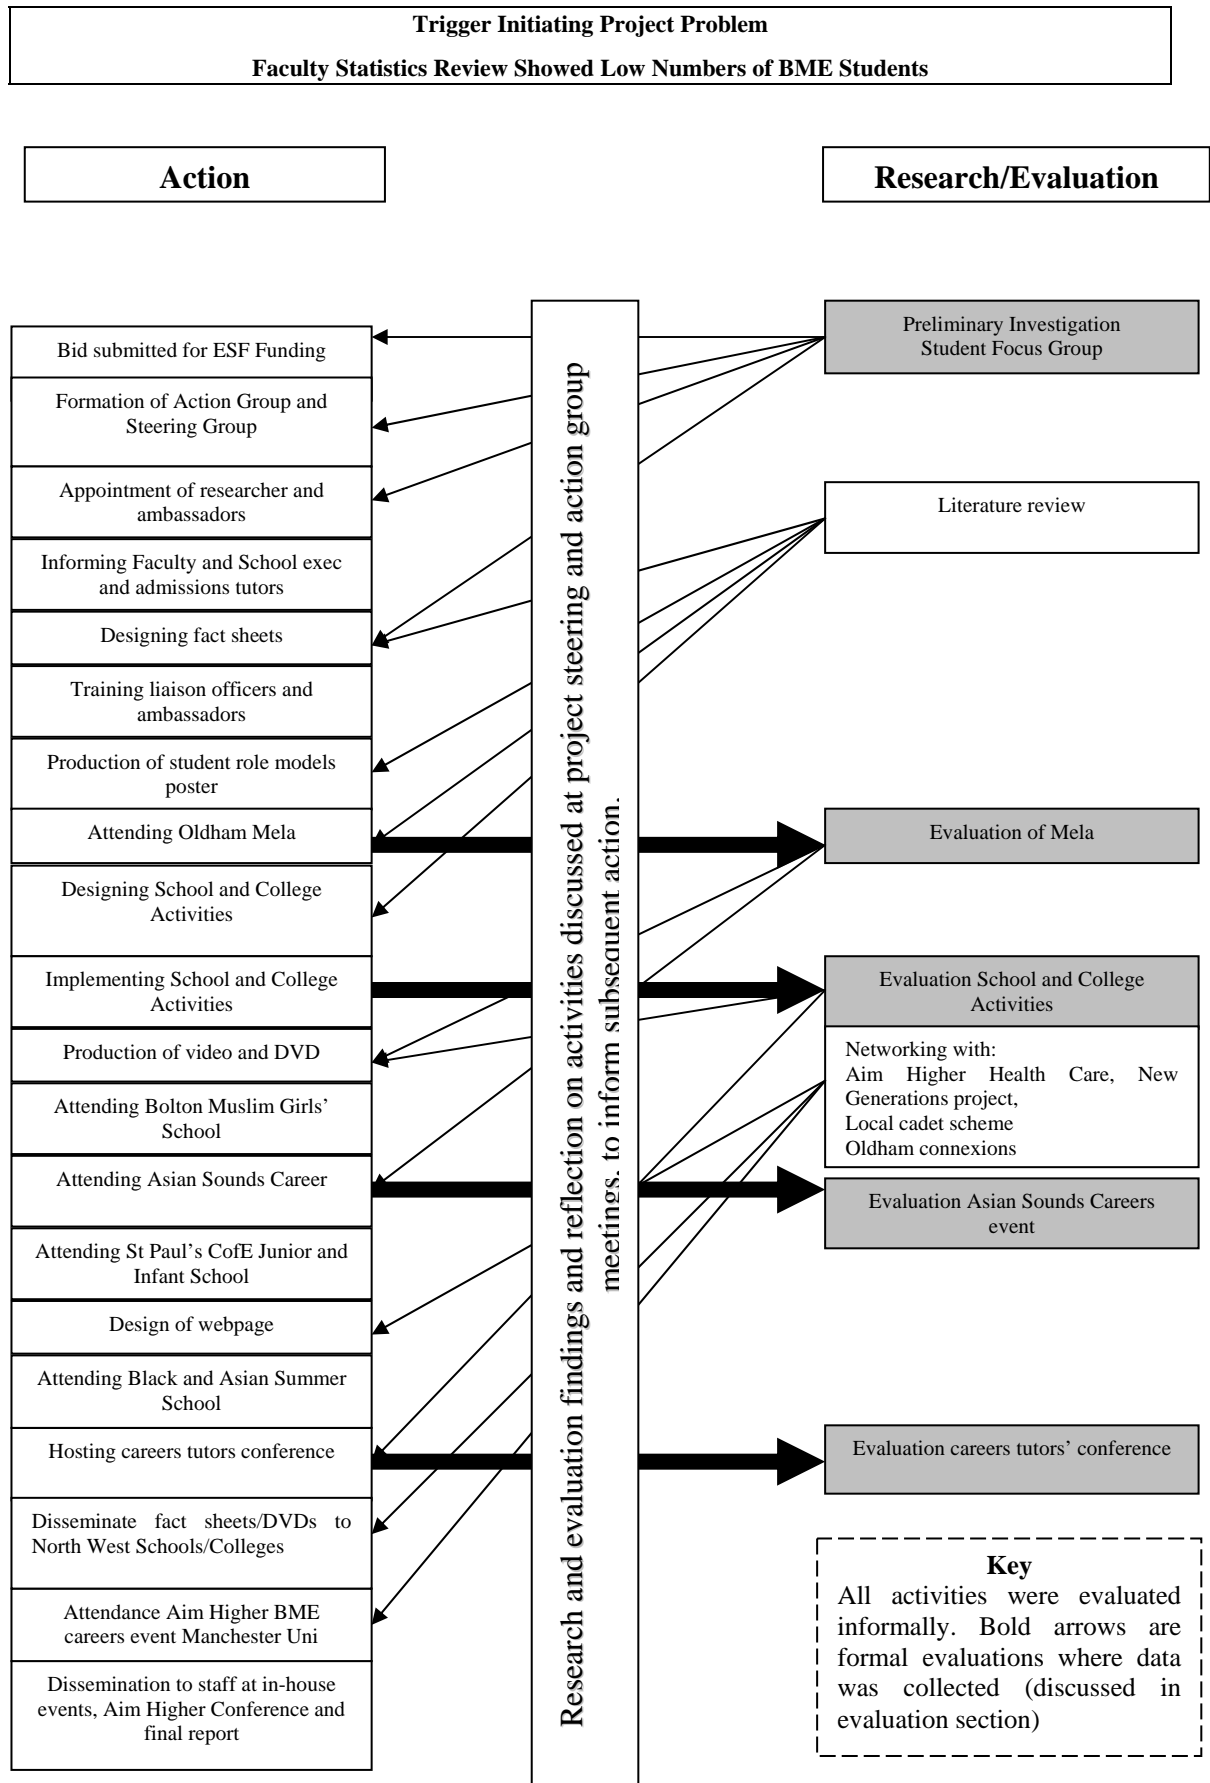 Trigger Initiating Project Problem
Faculty Statistics Review Showed Low Numbers of BME Students
Action
Research/Evaluation
Bid submitted for ESF Funding
Formation of Action Group and
Steering Group
Appointment of researcher and
ambassadors
Informing Faculty and School exec
and admissions tutors
Designing fact sheets
Training liaison officers and
ambassadors
Production of student role models
poster
Attending Oldham Mela
Designing School and College
Activities
Implementing School and College
Activities
Production of video and DVD
Attending Bolton Muslim Girls’
School
Attending Asian Sounds Career
Attending St Paul’s CofE Junior and
Infant School
Design of webpage
Attending Black and Asian Summer
School
Hosting careers tutors conference
Disseminate fact sheets/DVDs to
North West Schools/Colleges
Attendance Aim Higher BME
careers event Manchester Uni
Dissemination to staff at in-house
events, Aim Higher Conference and
final report
Research and evaluation findings and reflection on activities discussed at project steering and action group
meetings, to inform subsequent action.
Preliminary Investigation
Student Focus Group
Literature review
Evaluation of Mela
Evaluation School and College
Activities
Networking with:
Aim Higher Health Care, New
Generations project,
Local cadet scheme
Oldham connexions
Evaluation Asian Sounds Careers
event
Evaluation careers tutors’ conference
Key
All activities were evaluated
informally. Bold arrows are
formal evaluations where data
was collected (discussed in
evaluation section)